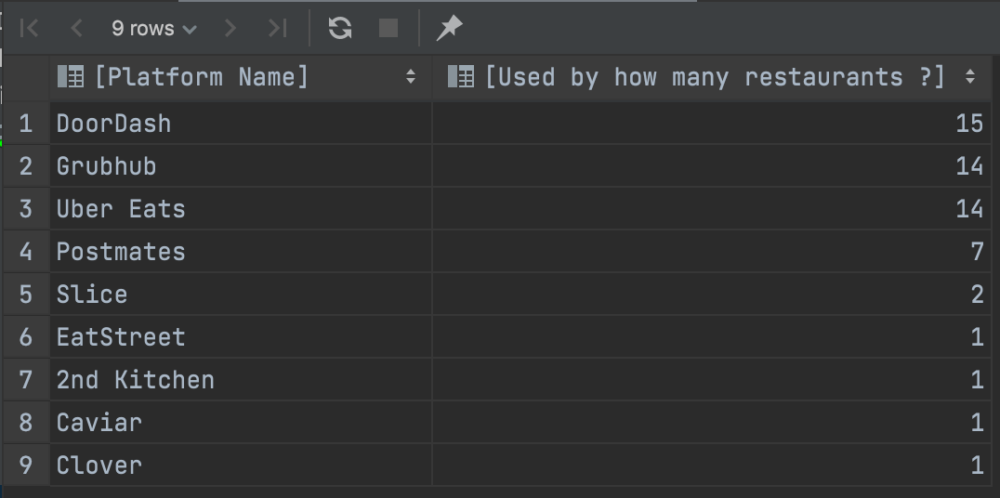 9 rows
[Platform Name] [Used by how many restaurants ?]
1 DoorDash 15
2 Grubhub 14
3 Uber Eats 14
4 Postmates 7
5 Slice 2
6 EatStreet 1
7 2nd Kitchen 1
8 Caviar 1
9 Clover 1